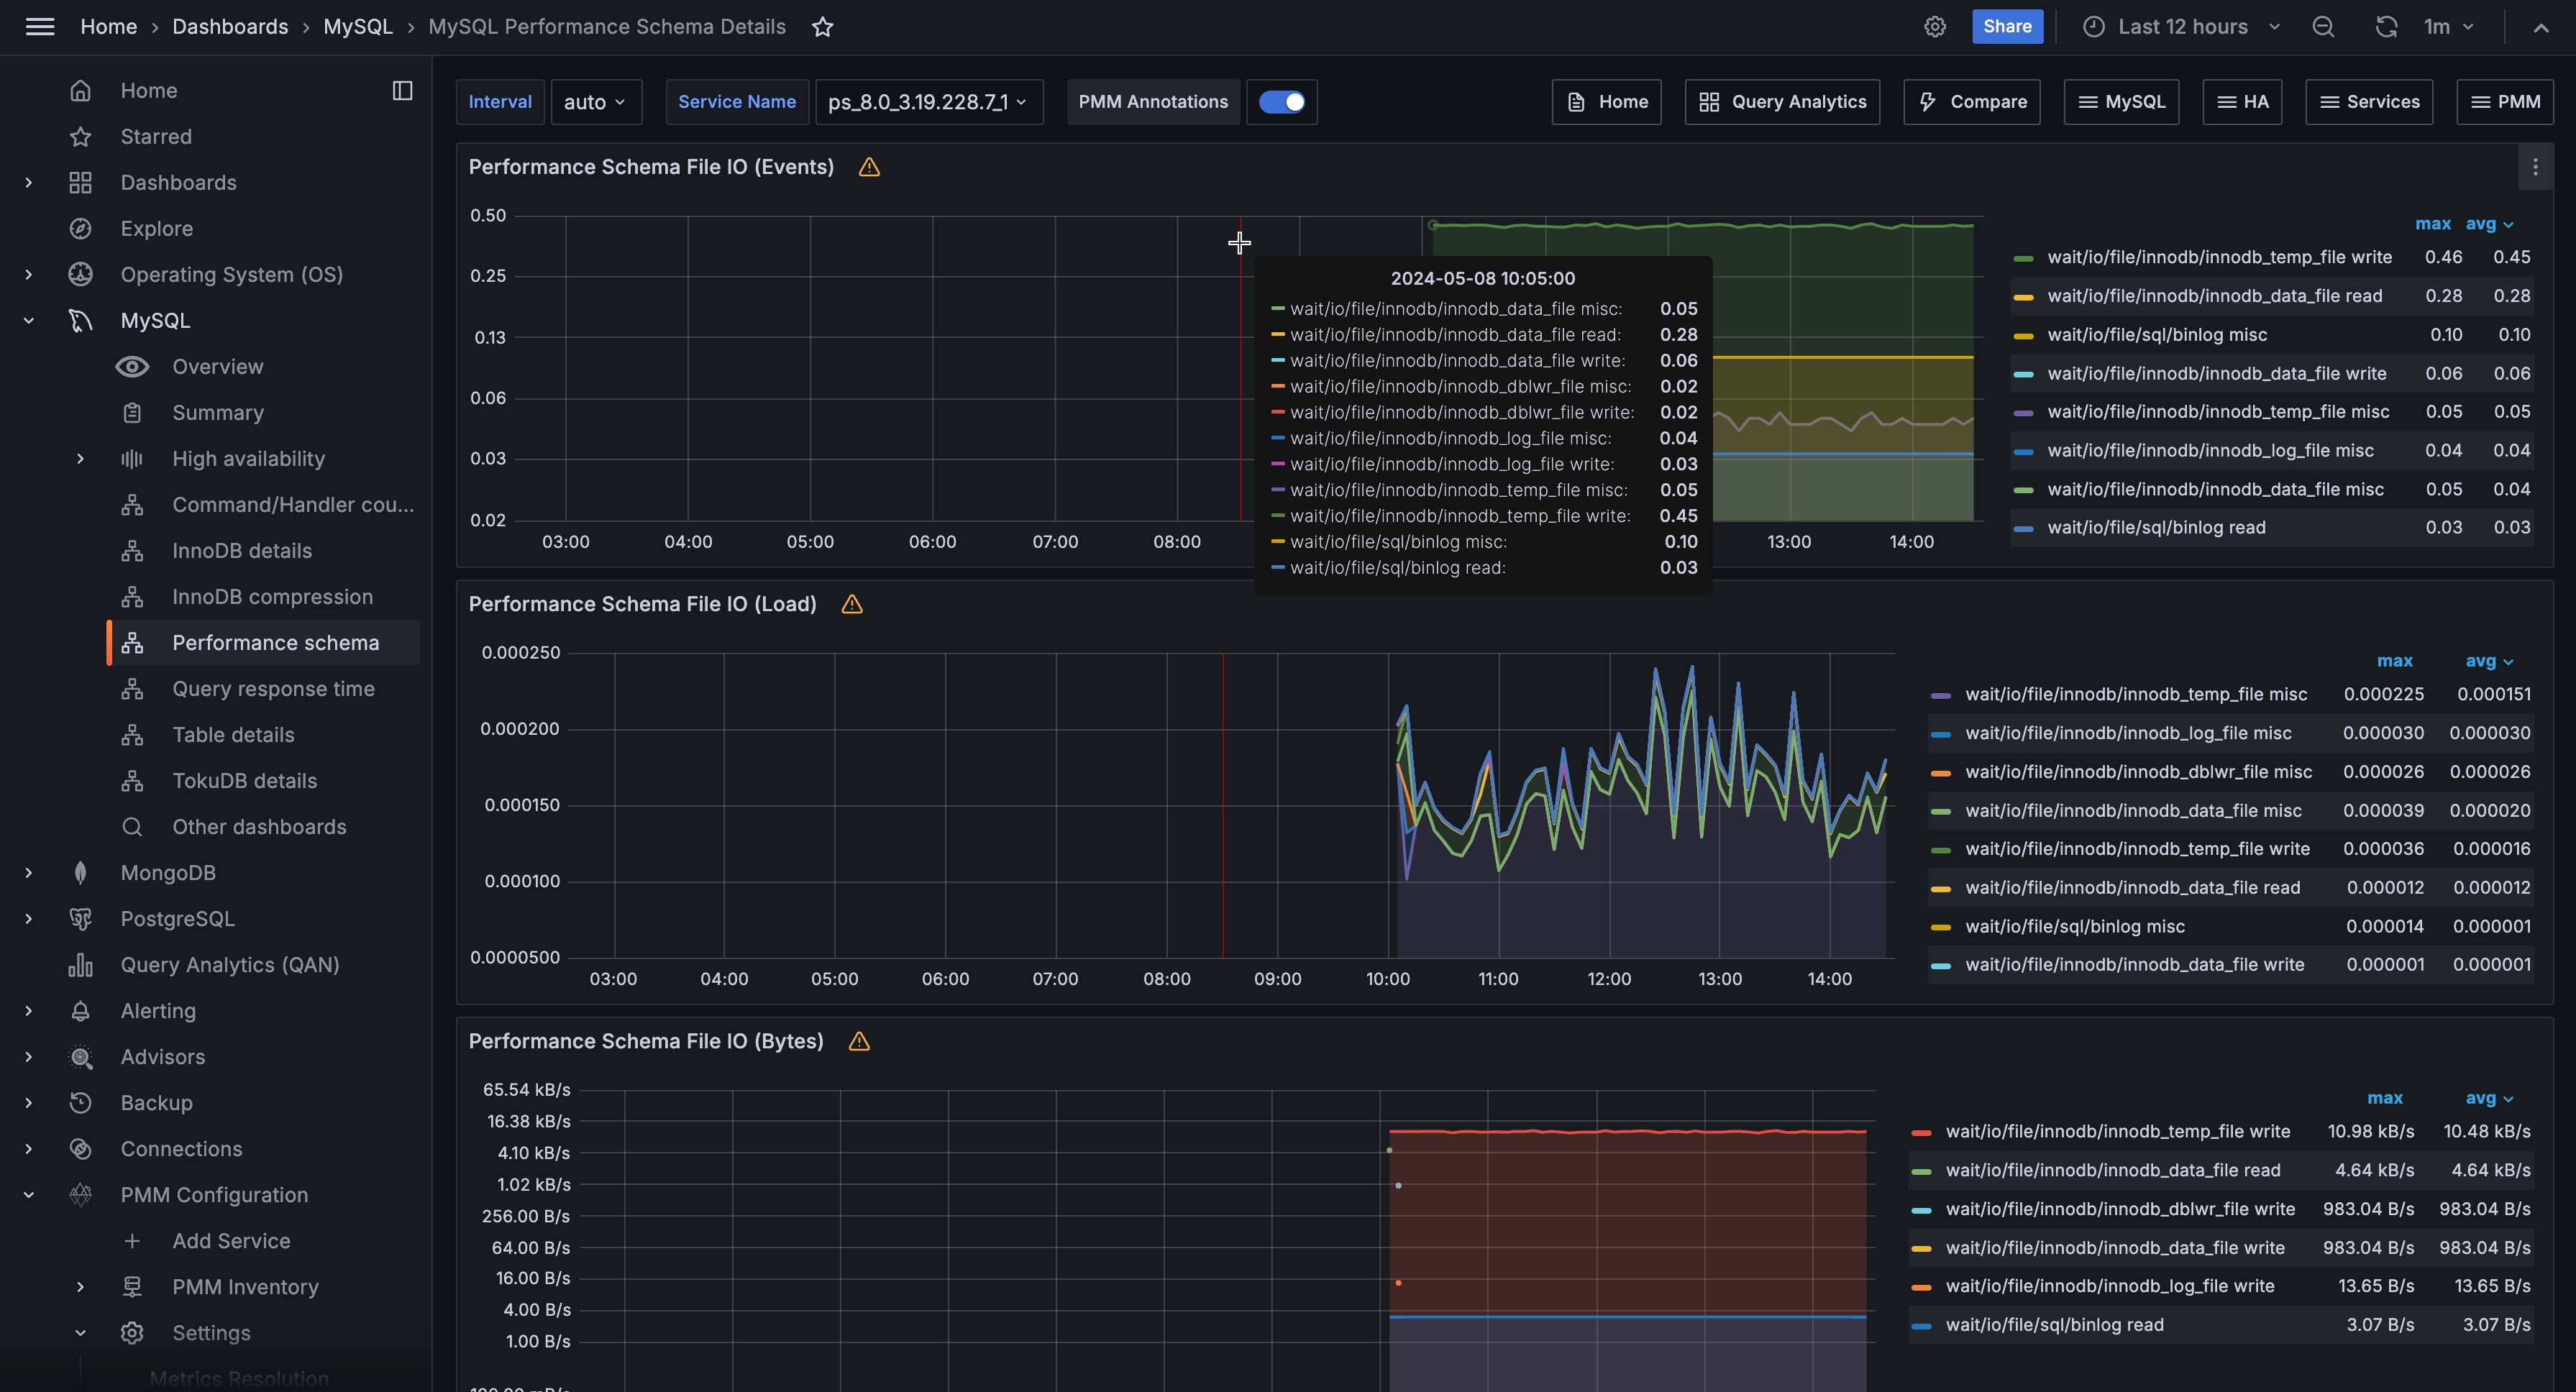 Home › Dashboards › MySQL › MySQL Performance Schema Details
Share
Last 12 hours
1m
Home
Starred
Dashboards
Explore
Operating System (OS)
MySQL
Overview
Summary
High availability
Command/Handler cou...
InnoDB details
InnoDB compression
Performance schema
Query response time
Table details
TokuDB details
Other dashboards
MongoDB
PostgreSQL
Query Analytics (QAN)
Alerting
Advisors
Backup
Connections
PMM Configuration
Add Service
PMM Inventory
Settings
Metrics Resolution
Interval auto Service Name ps_8.0_3.19.228.7_1 PMM Annotations
Home Query Analytics Compare MySQL HA Services PMM
Performance Schema File IO (Events)
0.50
0.25
0.13
0.06
0.03
0.02
03:00 04:00 05:00 06:00 07:00 08:00 13:00 14:00
2024-05-08 10:05:00
wait/io/file/innodb/innodb_data_file misc: 0.05
wait/io/file/innodb/innodb_data_file read: 0.28
wait/io/file/innodb/innodb_data_file write: 0.06
wait/io/file/innodb/innodb_dblwr_file misc: 0.02
wait/io/file/innodb/innodb_dblwr_file write: 0.02
wait/io/file/innodb/innodb_log_file misc: 0.04
wait/io/file/innodb/innodb_log_file write: 0.03
wait/io/file/innodb/innodb_temp_file misc: 0.05
wait/io/file/innodb/innodb_temp_file write: 0.45
wait/io/file/sql/binlog misc: 0.10
wait/io/file/sql/binlog read: 0.03
max avg
wait/io/file/innodb/innodb_temp_file write 0.46 0.45
wait/io/file/innodb/innodb_data_file read 0.28 0.28
wait/io/file/sql/binlog misc 0.10 0.10
wait/io/file/innodb/innodb_data_file write 0.06 0.06
wait/io/file/innodb/innodb_temp_file misc 0.05 0.05
wait/io/file/innodb/innodb_log_file misc 0.04 0.04
wait/io/file/innodb/innodb_data_file misc 0.05 0.04
wait/io/file/sql/binlog read 0.03 0.03
Performance Schema File IO (Load)
0.000250
0.000200
0.000150
0.000100
0.0000500
03:00 04:00 05:00 06:00 07:00 08:00 09:00 10:00 11:00 12:00 13:00 14:00
max avg
wait/io/file/innodb/innodb_temp_file misc 0.000225 0.000151
wait/io/file/innodb/innodb_log_file misc 0.000030 0.000030
wait/io/file/innodb/innodb_dblwr_file misc 0.000026 0.000026
wait/io/file/innodb/innodb_data_file misc 0.000039 0.000020
wait/io/file/innodb/innodb_temp_file write 0.000036 0.000016
wait/io/file/innodb/innodb_data_file read 0.000012 0.000012
wait/io/file/sql/binlog misc 0.000014 0.000001
wait/io/file/innodb/innodb_data_file write 0.000001 0.000001
Performance Schema File IO (Bytes)
65.54 kB/s
16.38 kB/s
4.10 kB/s
1.02 kB/s
256.00 B/s
64.00 B/s
16.00 B/s
4.00 B/s
1.00 B/s
max avg
wait/io/file/innodb/innodb_temp_file write 10.98 kB/s 10.48 kB/s
wait/io/file/innodb/innodb_data_file read 4.64 kB/s 4.64 kB/s
wait/io/file/innodb/innodb_dblwr_file write 983.04 B/s 983.04 B/s
wait/io/file/innodb/innodb_data_file write 983.04 B/s 983.04 B/s
wait/io/file/innodb/innodb_log_file write 13.65 B/s 13.65 B/s
wait/io/file/sql/binlog read 3.07 B/s 3.07 B/s